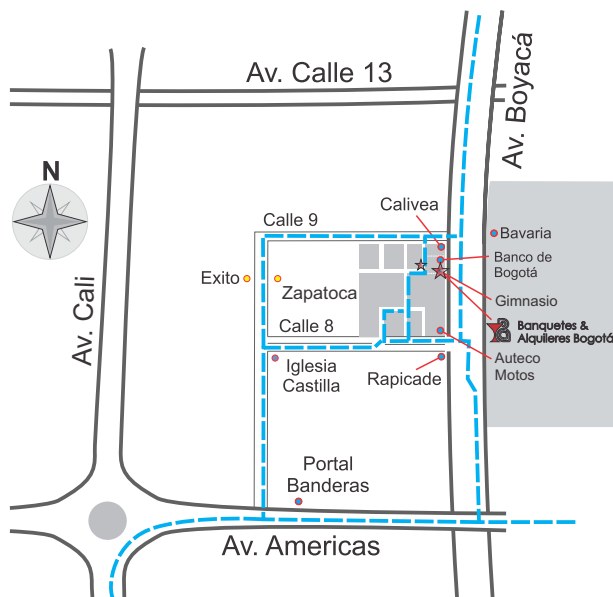 Av. Calle 13
Av. Boyacá
N
Calivea
Calle 9
Bavaria
Banco de
Bogotá
Exito
Zapatoca
Gimnasio
Av. Cali
Calle 8
Banquetes &
Alquileres Bogotá
Iglesia
Castilla
Rapicade
Auteco
Motos
Portal
Banderas
Av. Americas